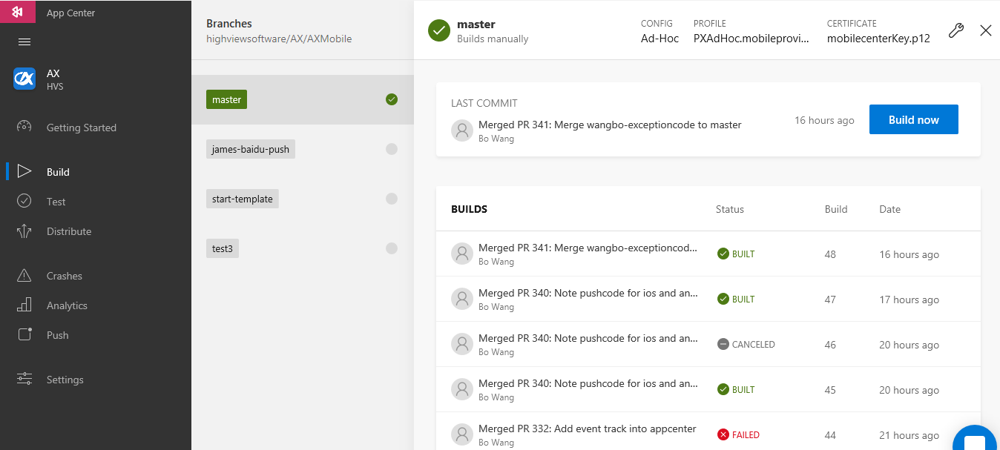 App Center
AX
HVS
Getting Started
Build
Test
Distribute
Crashes
Analytics
Push
Settings
Branches
highviewsoftware/AX/AXMobile
master
james-baidu-push
start-template
test3
master
Builds manually
CONFIG
Ad-Hoc
PROFILE
PXAdHoc.mobileprovi...
CERTIFICATE
mobilecenterKey.p12
LAST COMMIT
Merged PR 341: Merge wangbo-exceptioncode to master
Bo Wang
16 hours ago
Build now
BUILDS Status Build Date
Merged PR 341: Merge wangbo-exceptioncod... BUILT 48 16 hours ago
Bo Wang
Merged PR 340: Note pushcode for ios and an... BUILT 47 17 hours ago
Bo Wang
Merged PR 340: Note pushcode for ios and an... CANCELED 46 20 hours ago
Bo Wang
Merged PR 340: Note pushcode for ios and an... BUILT 45 20 hours ago
Bo Wang
Merged PR 332: Add event track into appcenter FAILED 44 21 hours ago
Bo Wang